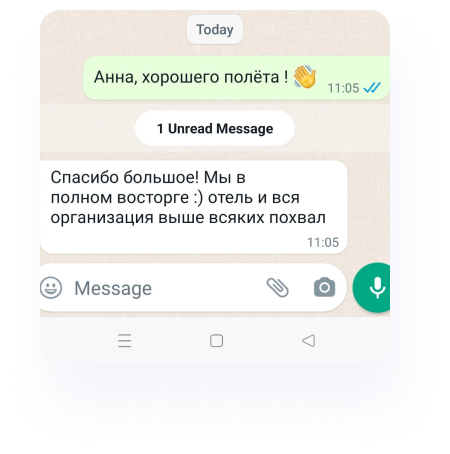 Today
Анна, хорошего полёта ! 👋
11:05
1 Unread Message
Спасибо большое! Мы в
полном восторге :) отель и вся
организация выше всяких похвал
11:05
Message